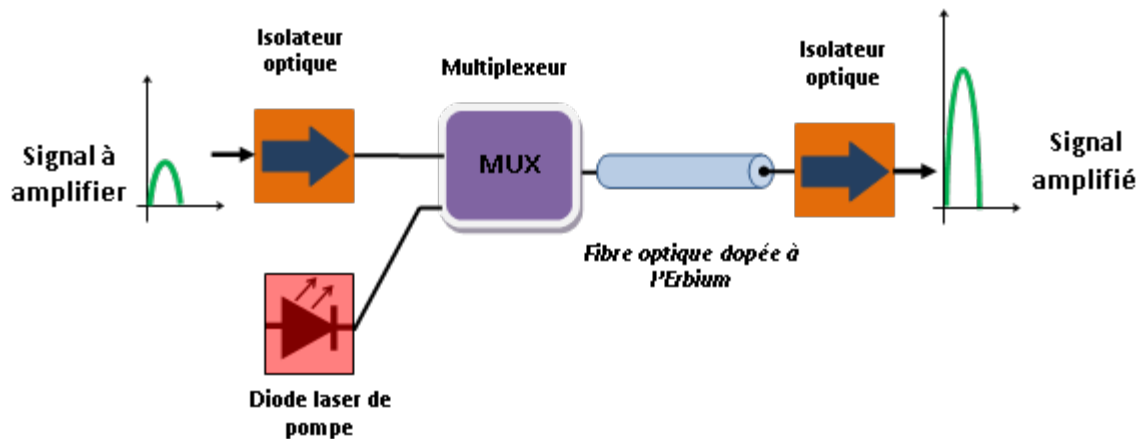 Isolateur
optique
Multiplexeur
Isolateur
optique
Signal à
amplifier
MUX
Signal
amplifié
Fibre optique dopée à
l'Erbium
Diode laser de
pompe